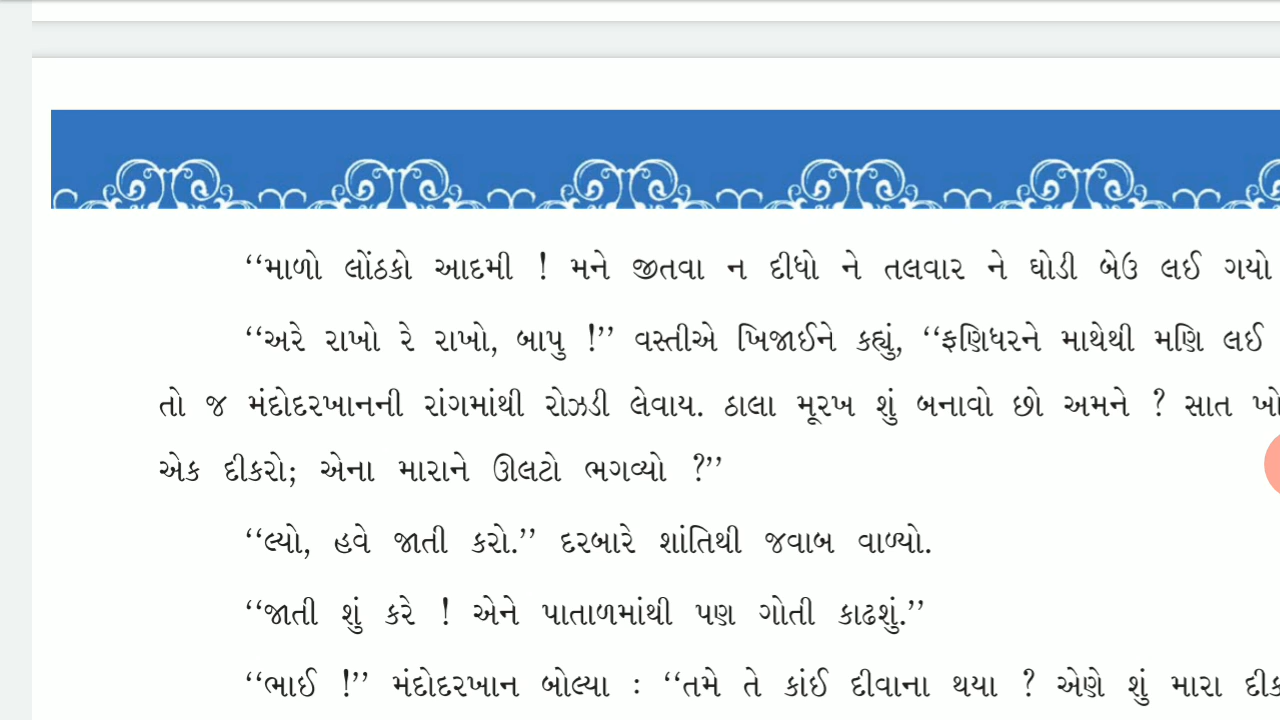 ‘‘માળો લોંઠકો આદમી ! મને જીતવા ન દીધો ને તલવાર ને ઘોડી બેઉ લઈ ગયો
‘‘અરે રાખો રે રાખો, બાપુ !’’ વસ્તીએ ખિજાઈને કહ્યું, ‘‘ફણિધરને માથેથી મણિ લઈ
તો જ મંદોદરખાનની રાંગમાંથી રોઝડી લેવાય. ઠાલા મૂરખ શું બનાવો છો અમને ? સાત
એક દીકરો; એના મારાને ઊલટો ભગવ્યો ?’’
‘‘લ્યો, હવે જાતી કરો.’’ દરબારે શાંતિથી જવાબ વાળ્યો.
‘‘જાતી શું કરે ! એને પાતાળમાંથી પણ ગોતી કાઢશું.’’
‘‘ભાઈ !’’ મંદોદરખાન બોલ્યા : ‘‘તમે તે કાંઈ દીવાના થયા ? એણે શું મારા